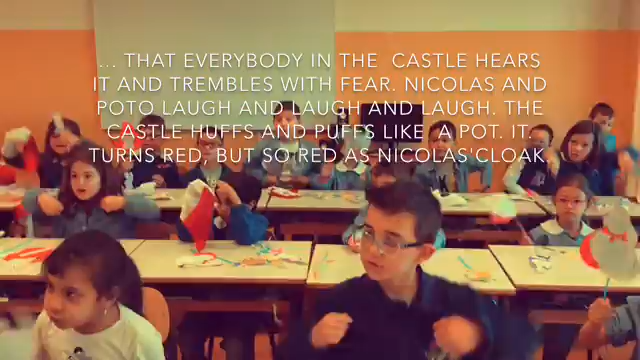 ... THAT EVERYBODY IN THE CASTLE HEARS
IT AND TREMBLES WITH FEAR. NICOLAS AND
POTO LAUGH AND LAUGH AND LAUGH. THE
CASTLE HUFFS AND PUFFS LIKE A POT. IT
TURNS RED, BUT SO RED AS NICOLAS'CLOAK.